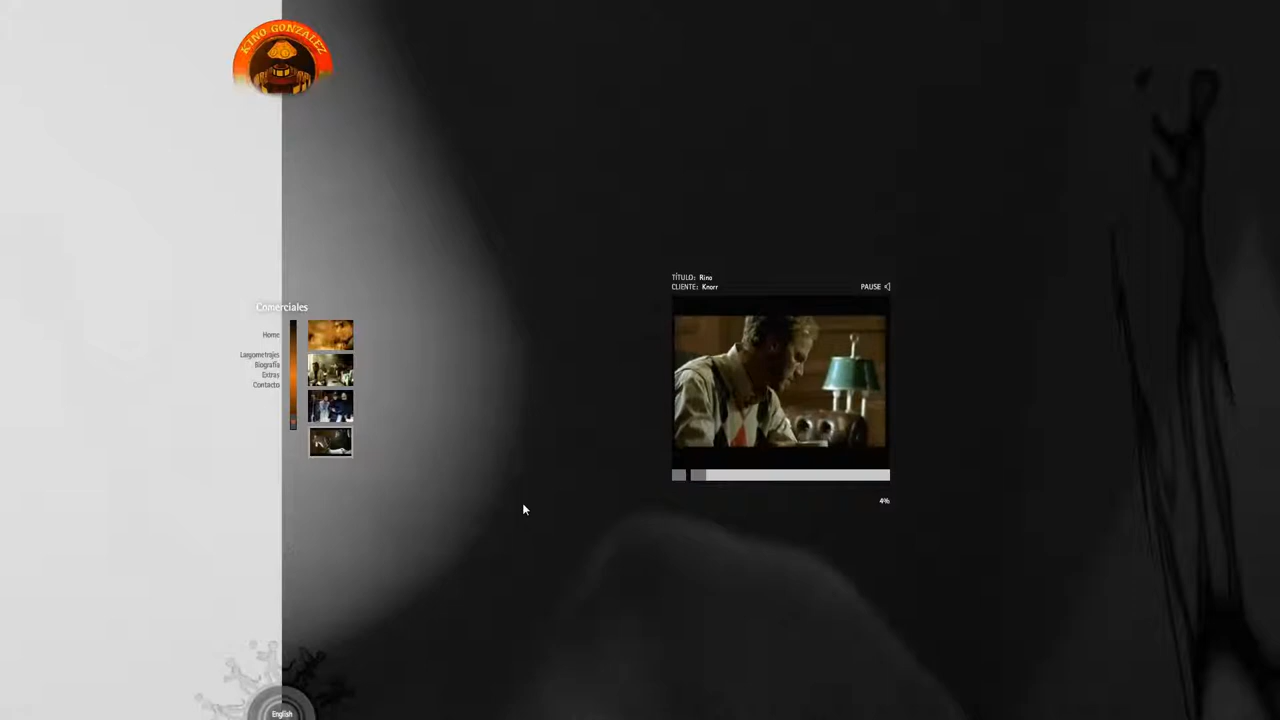 KINO GONZALEZ
TÍTULO: Rino
CLIENTE: Knorr
PAUSE
Comerciales
Home
Largometrajes
Biografía
Extras
Contacto
4%
English